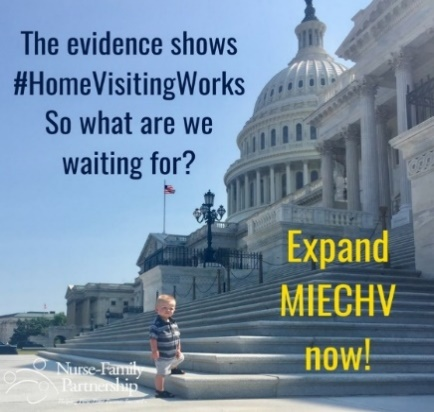 The evidence shows
#HomeVisitingWorks
So what are we
waiting for?
Expand
MIECHV
now!
Nurse-Family
Partnership